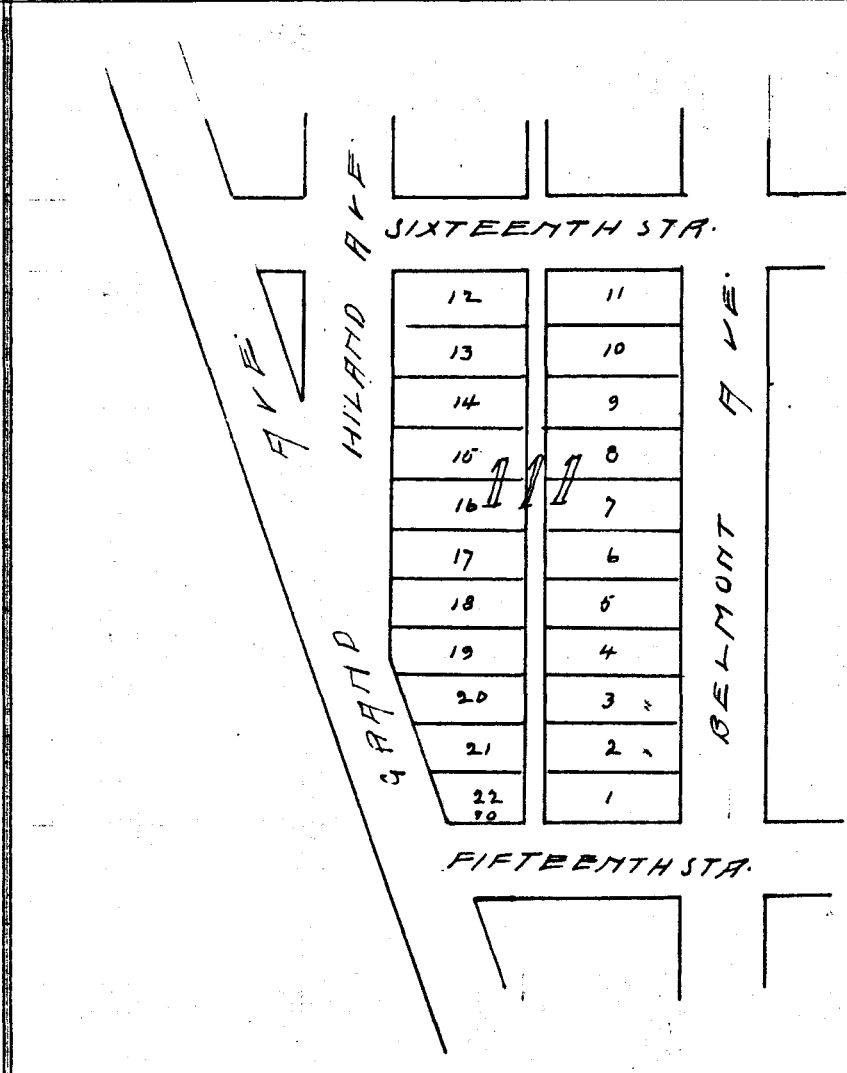 SIXTEENTH STR.
HILAND AVE.
GRAND AVE.
BELMONT AVE.
12 11
13 10
14 9
15 8
111
16 7
17 6
18 5
19 4
20 3 "
21 2 "
22 1
70
FIFTEENTH STR.